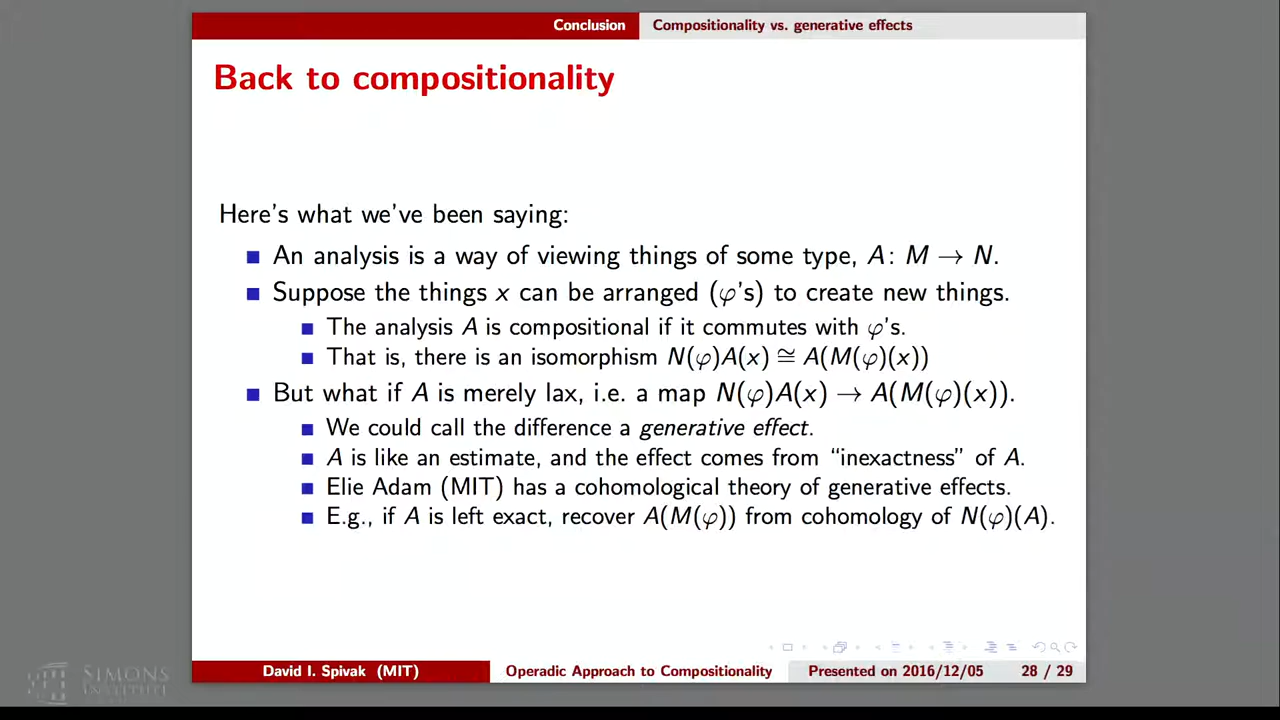 Conclusion Compositionality vs. generative effects
Back to compositionality
Here's what we've been saying:
An analysis is a way of viewing things of some type, A: M → N.
Suppose the things x can be arranged (φ's) to create new things.
The analysis A is compositional if it commutes with φ's.
That is, there is an isomorphism N(φ)A(x) ≅ A(M(φ)(x))
But what if A is merely lax, i.e. a map N(φ)A(x) → A(M(φ)(x)).
We could call the difference a generative effect.
A is like an estimate, and the effect comes from “inexactness” of A.
Elie Adam (MIT) has a cohomological theory of generative effects.
E.g., if A is left exact, recover A(M(φ)) from cohomology of N(φ)(A).
David I. Spivak (MIT) Operadic Approach to Compositionality Presented on 2016/12/05 28 / 29
SIMONS
INSTITUTE